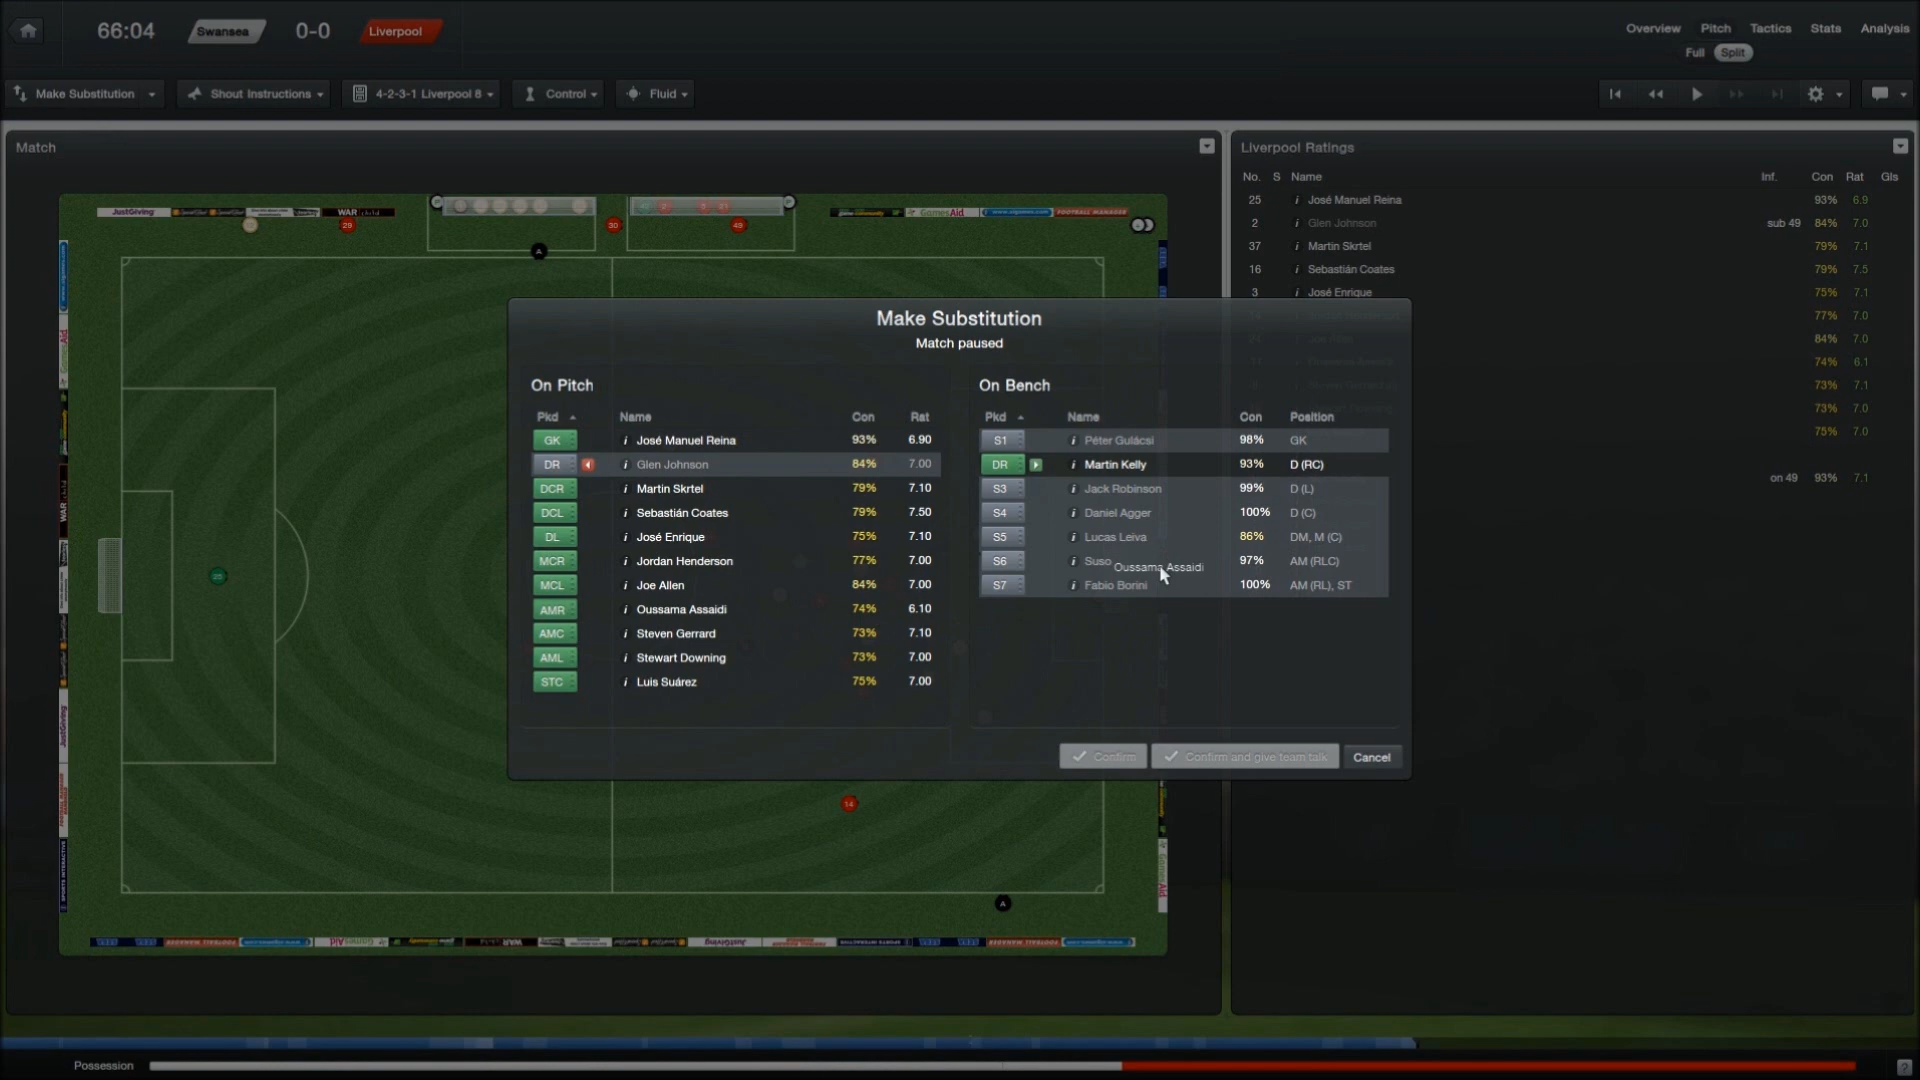 66:04 Swansea 0-0 Liverpool
Overview Pitch Tactics Stats Analysis
Full Split
Make Substitution Shout Instructions 4-2-3-1 Liverpool 8 Control Fluid
Match
Liverpool Ratings
No. S Name Inf. Con Rat Gls
25 i José Manuel Reina 93% 6.9
2 i Glen Johnson sub 49 84% 7.0
37 i Martin Skrtel 79% 7.1
16 i Sebastián Coates 79% 7.5
3 i José Enrique 75% 7.1
77% 7.0
84% 7.0
74% 6.1
73% 7.1
73% 7.0
75% 7.0
on 49 93% 7.1
JustGiving
WAR child
GamesAid
FOOTBALL MANAGER
29
30
49
A
25
14
A
Make Substitution
Match paused
On Pitch
Pkd Name Con Rat
GK i José Manuel Reina 93% 6.90
DR i Glen Johnson 84% 7.00
DCR i Martin Skrtel 79% 7.10
DCL i Sebastián Coates 79% 7.50
DL i José Enrique 75% 7.10
MCR i Jordan Henderson 77% 7.00
MCL i Joe Allen 84% 7.00
AMR i Oussama Assaidi 74% 6.10
AMC i Steven Gerrard 73% 7.10
AML i Stewart Downing 73% 7.00
STC i Luis Suárez 75% 7.00
On Bench
Pkd Name Con Position
S1 i Péter Gulácsi 98% GK
DR i Martin Kelly 93% D (RC)
S3 i Jack Robinson 99% D (L)
S4 i Daniel Agger 100% D (C)
S5 i Lucas Leiva 86% DM, M (C)
S6 i Suso 97% AM (RLC)
Oussama Assaidi
S7 i Fabio Borini 100% AM (RL), ST
Confirm Confirm and give team talk Cancel
Possession
?